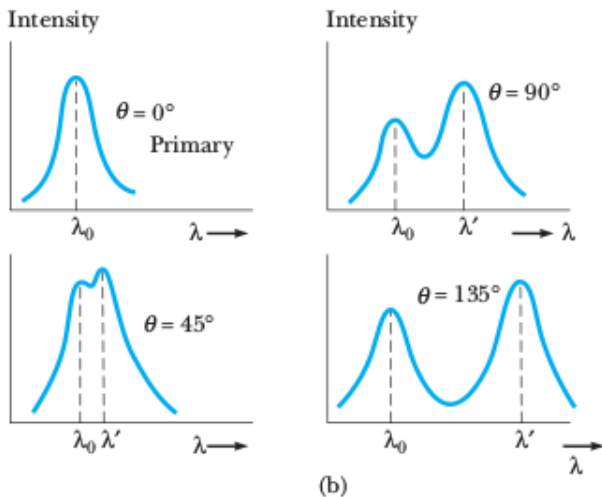 Intensity
θ = 0°
Primary
λ₀
λ
Intensity
θ = 90°
λ₀
λ′
λ
θ = 45°
λ₀ λ′
λ
θ = 135°
λ₀
λ′
λ
(b)